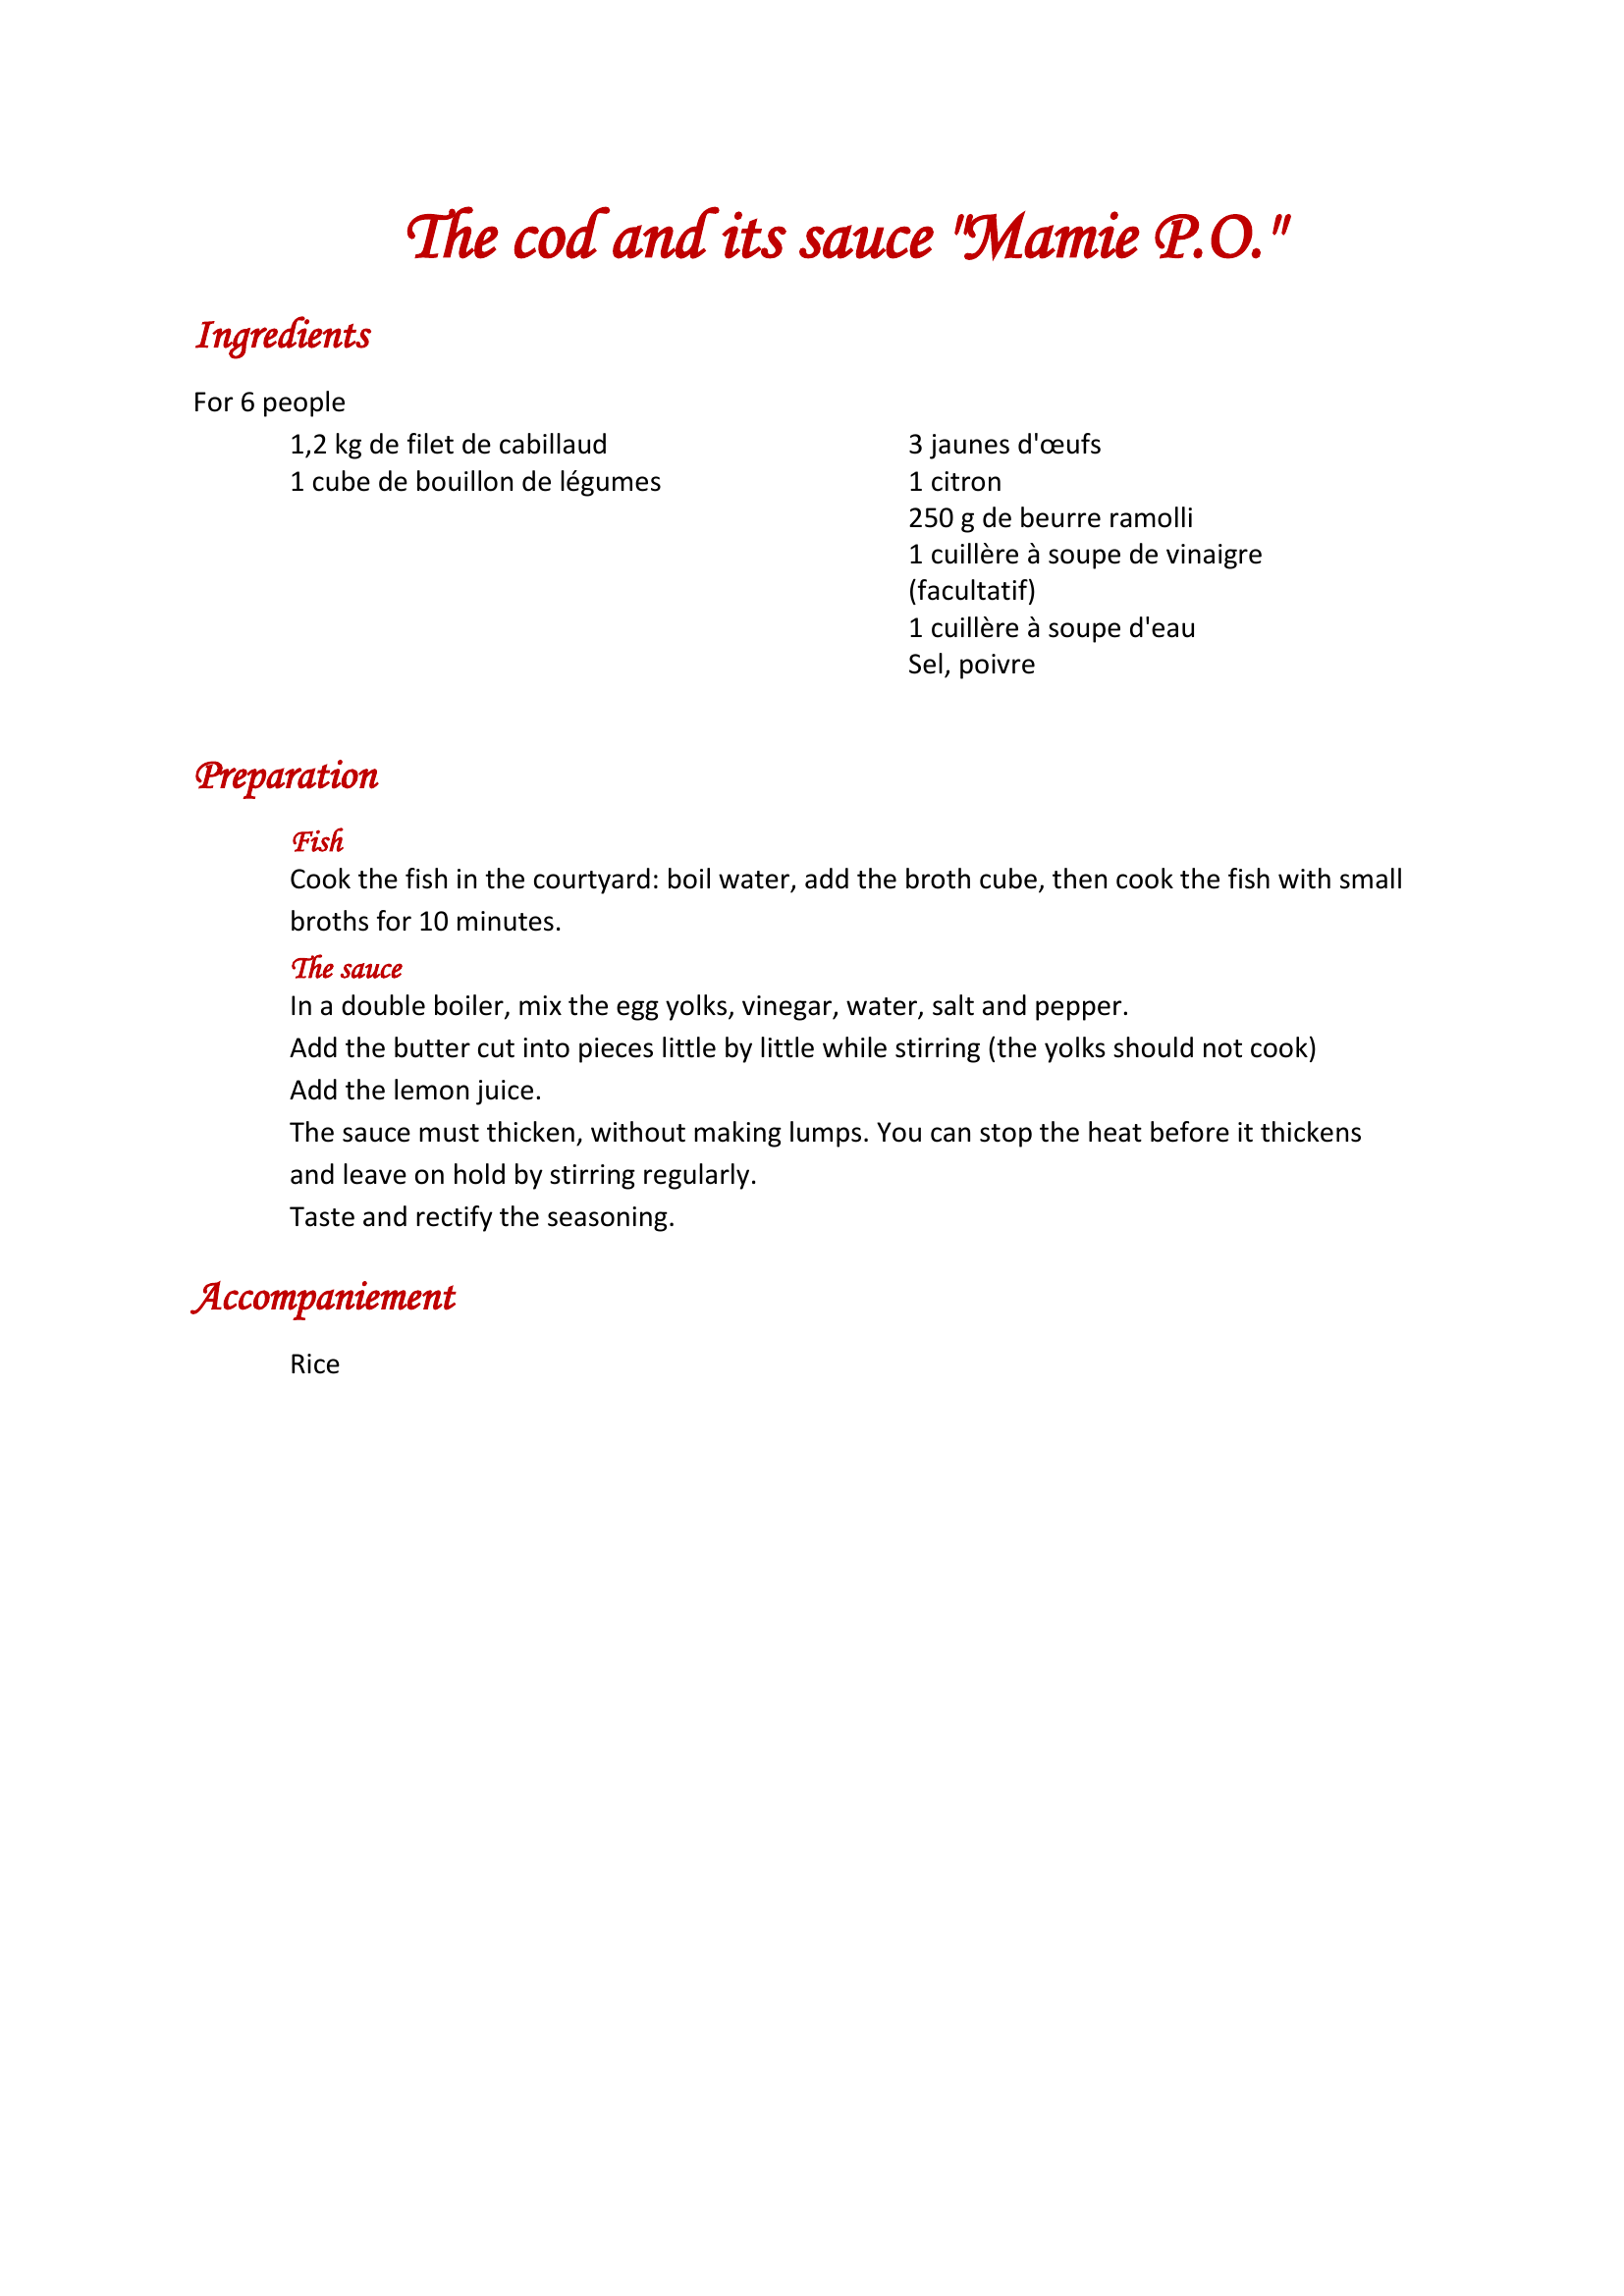 The cod and its sauce "Mamie P.O."
Ingredients
For 6 people
1,2 kg de filet de cabillaud
1 cube de bouillon de légumes
3 jaunes d'œufs
1 citron
250 g de beurre ramolli
1 cuillère à soupe de vinaigre
(facultatif)
1 cuillère à soupe d'eau
Sel, poivre
Preparation
Fish
Cook the fish in the courtyard: boil water, add the broth cube, then cook the fish with small
broths for 10 minutes.
The sauce
In a double boiler, mix the egg yolks, vinegar, water, salt and pepper.
Add the butter cut into pieces little by little while stirring (the yolks should not cook)
Add the lemon juice.
The sauce must thicken, without making lumps. You can stop the heat before it thickens
and leave on hold by stirring regularly.
Taste and rectify the seasoning.
Accompaniement
Rice